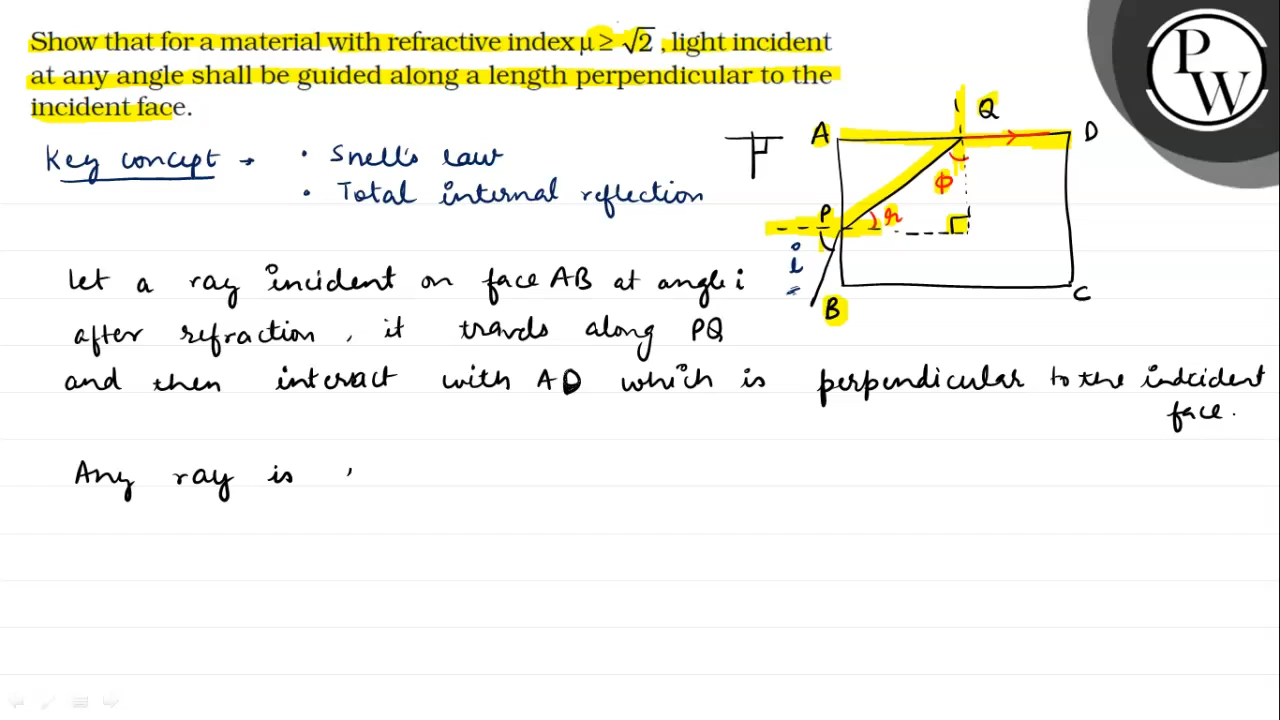 Show that for a material with refractive index μ ≥ √2 , light incident
at any angle shall be guided along a length perpendicular to the
incident face.
PW
Key concept → • Snell's law
• Total internal reflection
A
Q
D
P
ϕ
r
i
B
C
Let a ray incident on face AB at angle i
after refraction, it travels along PQ
and then interact with AD which is perpendicular to the indcident
face.
Any ray is